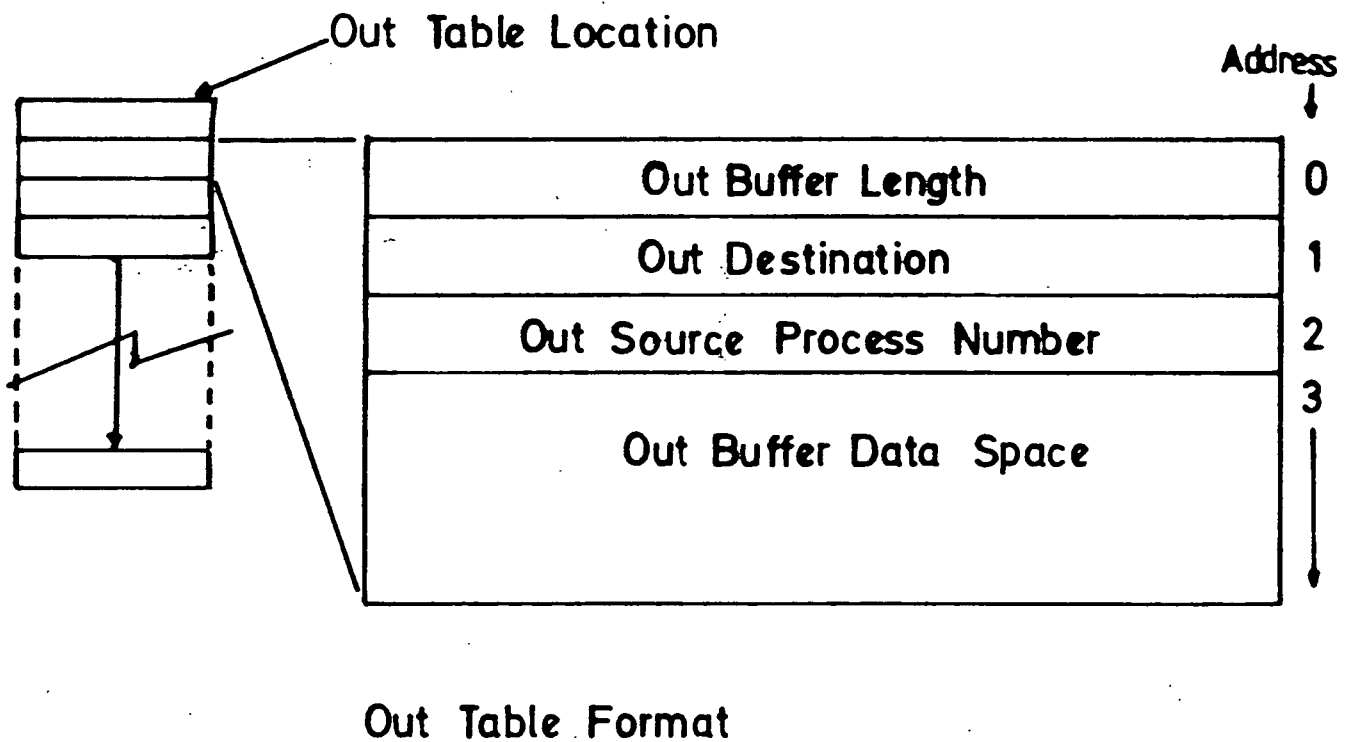 Out Table Location
Address
Out Buffer Length
0
Out Destination
1
Out Source Process Number
2
3
Out Buffer Data Space
Out Table Format